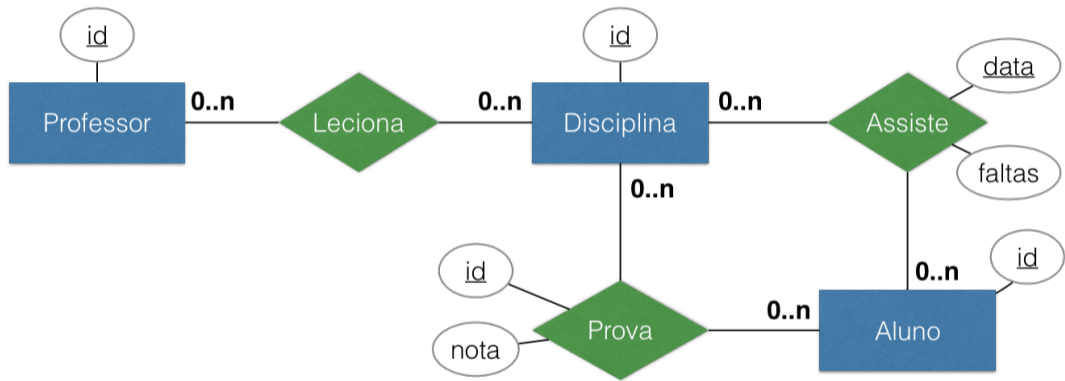 id
id
data
Professor
0..n
Leciona
0..n
Disciplina
0..n
Assiste
faltas
0..n
id
nota
Prova
0..n
0..n
id
Aluno